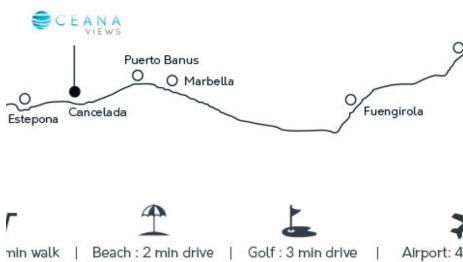 OCEANA
VIEWS
Puerto Banus
Marbella
Estepona
Cancelada
Fuengirola
min walk | Beach : 2 min drive | Golf : 3 min drive | Airport: 4